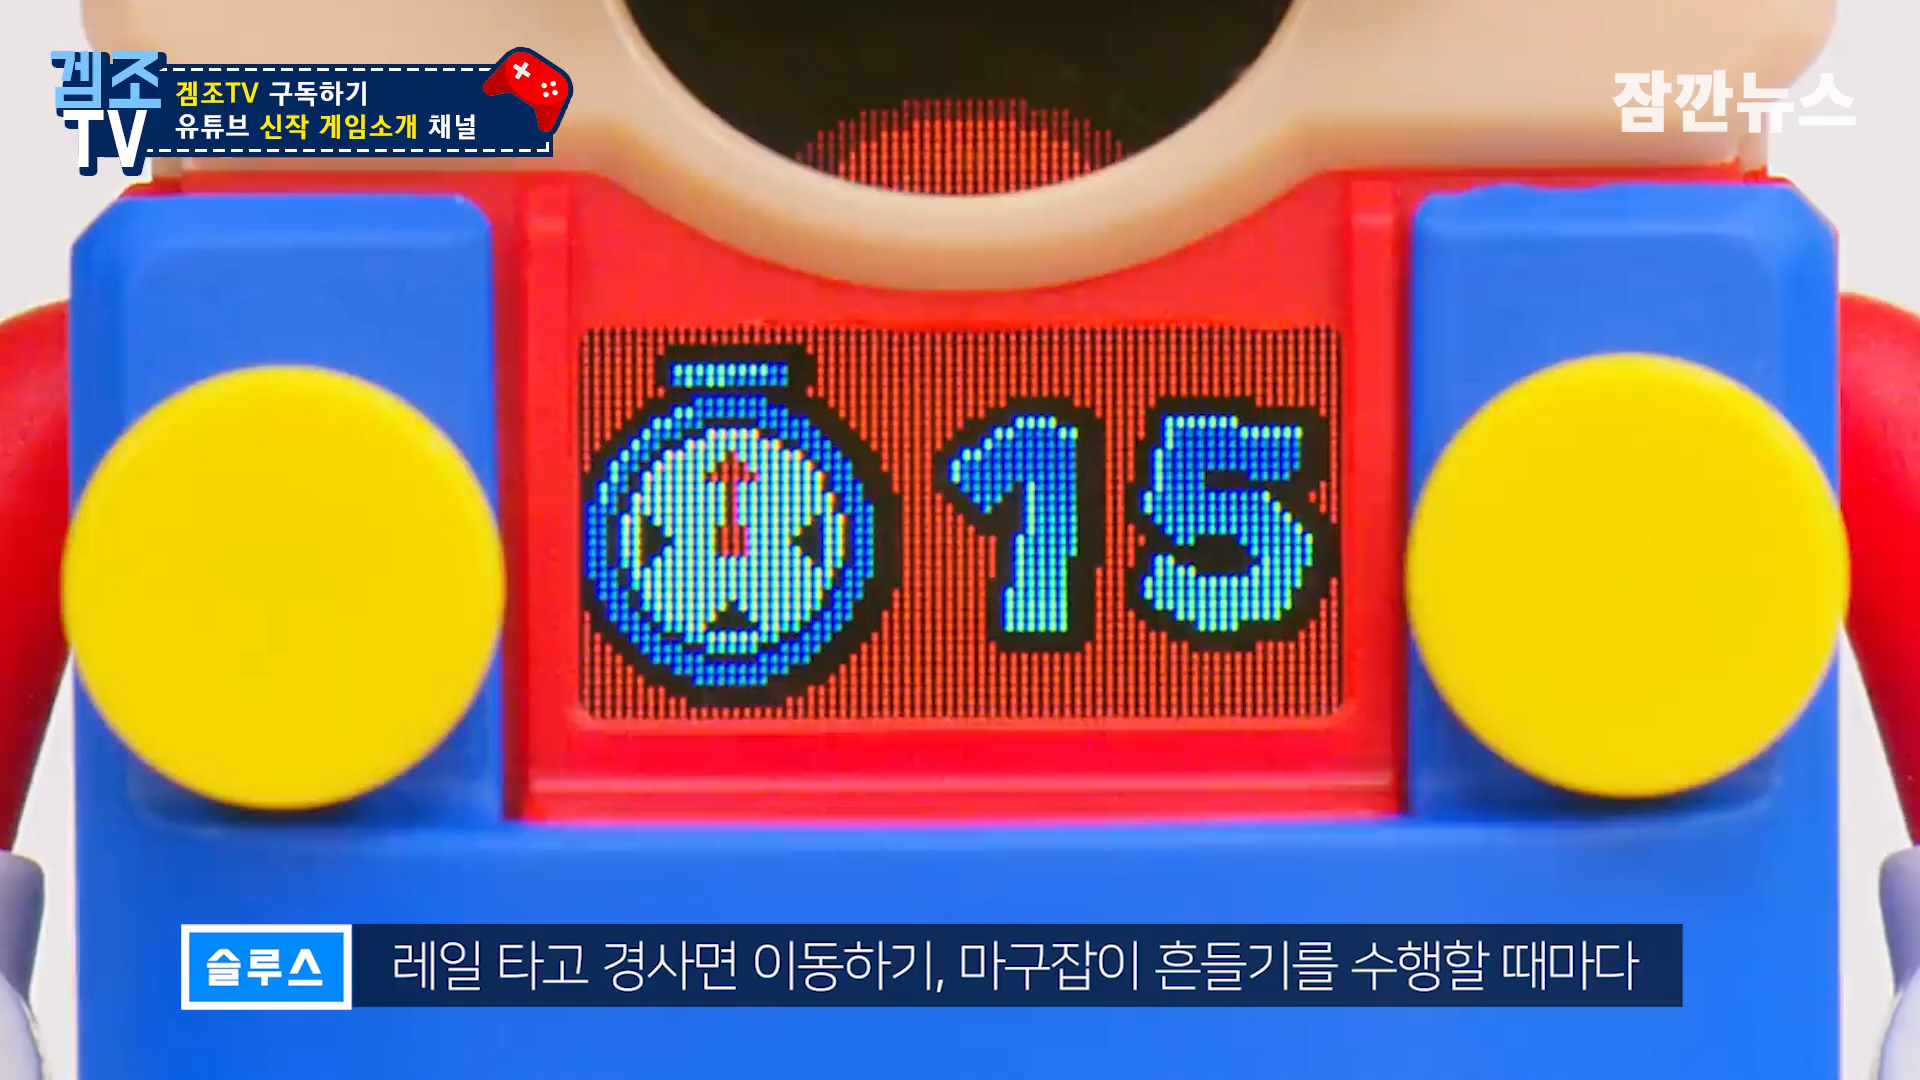 겜조
TV
겜조TV 구독하기
유튜브 신작 게임소개 채널
잠깐뉴스
15
슬루스
레일 타고 경사면 이동하기, 마구잡이 흔들기를 수행할 때마다